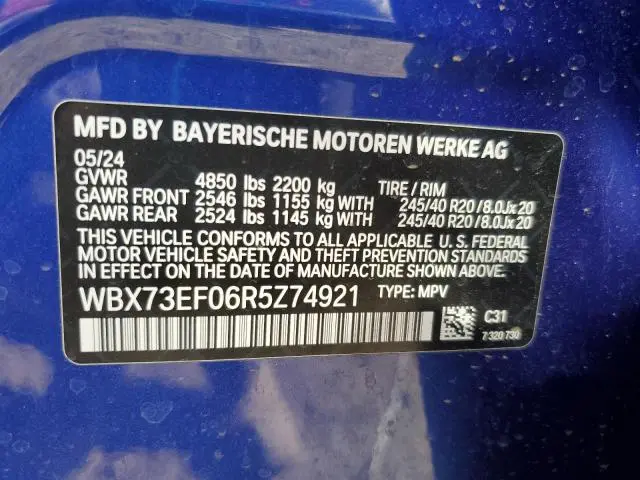 MFD BY BAYERISCHE MOTOREN WERKE AG
05/24
GVWR 4850 lbs 2200 kg TIRE / RIM
GAWR FRONT 2546 lbs 1155 kg WITH 245/40 R20 / 8.0Jx20
GAWR REAR 2524 lbs 1145 kg WITH 245/40 R20 / 8.0Jx20
THIS VEHICLE CONFORMS TO ALL APPLICABLE U. S. FEDERAL
MOTOR VEHICLE SAFETY AND THEFT PREVENTION STANDARDS
IN EFFECT ON THE DATE OF MANUFACTURE SHOWN ABOVE.
WBX73EF06R5Z74921 TYPE: MPV
C31
7 320 730